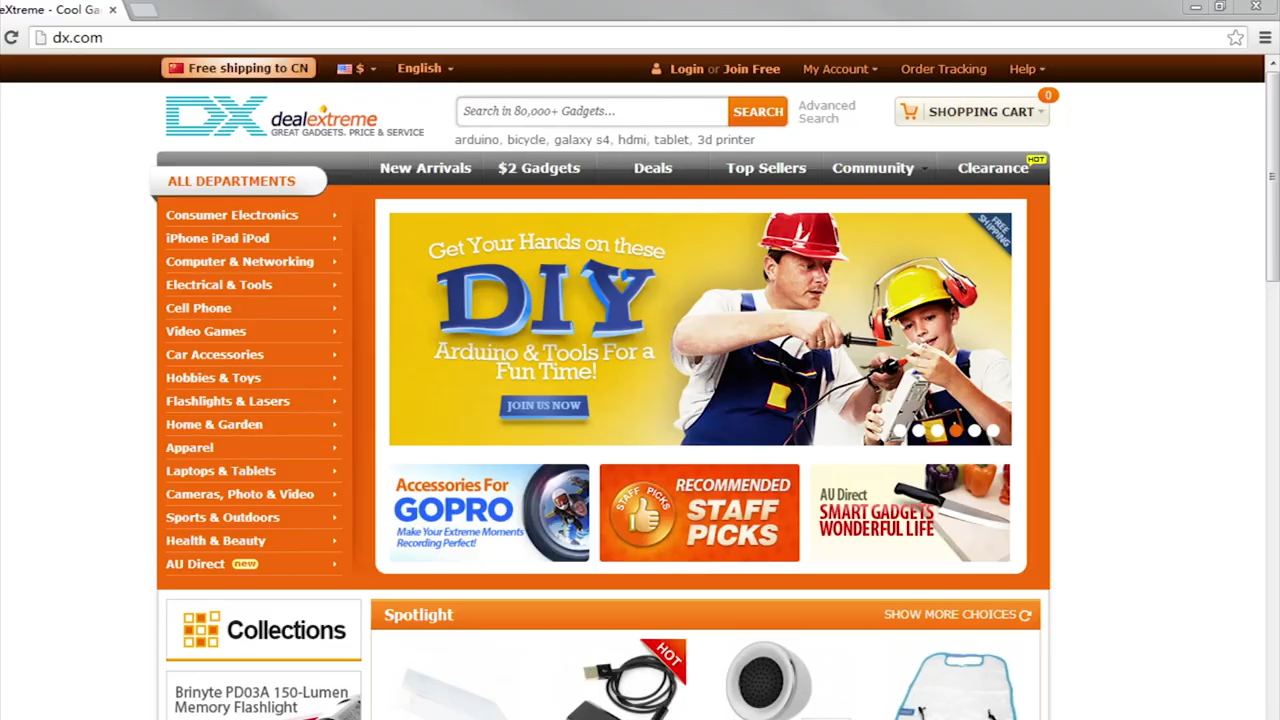 eXtreme - Cool Ga
dx.com
Free shipping to CN
$
English
Login or Join Free
My Account
Order Tracking
Help
DX dealextreme
GREAT GADGETS. PRICE & SERVICE
Search in 80,000+ Gadgets...
SEARCH
Advanced
Search
SHOPPING CART
0
arduino, bicycle, galaxy s4, hdmi, tablet, 3d printer
ALL DEPARTMENTS
New Arrivals
$2 Gadgets
Deals
Top Sellers
Community
Clearance
HOT
Consumer Electronics
iPhone iPad iPod
Computer & Networking
Electrical & Tools
Cell Phone
Video Games
Car Accessories
Hobbies & Toys
Flashlights & Lasers
Home & Garden
Apparel
Laptops & Tablets
Cameras, Photo & Video
Sports & Outdoors
Health & Beauty
AU Direct new
Get Your Hands on these
DIY
Arduino & Tools For a
Fun Time!
JOIN US NOW
FREE
SHIPPING
Accessories For
GOPRO
Make Your Extreme Moments
Recording Perfect!
STAFF PICKS
RECOMMENDED
STAFF
PICKS
AU Direct
SMART GADGETS
WONDERFUL LIFE
Collections
Brinyte PD03A 150-Lumen
Memory Flashlight
Spotlight
SHOW MORE CHOICES
HOT